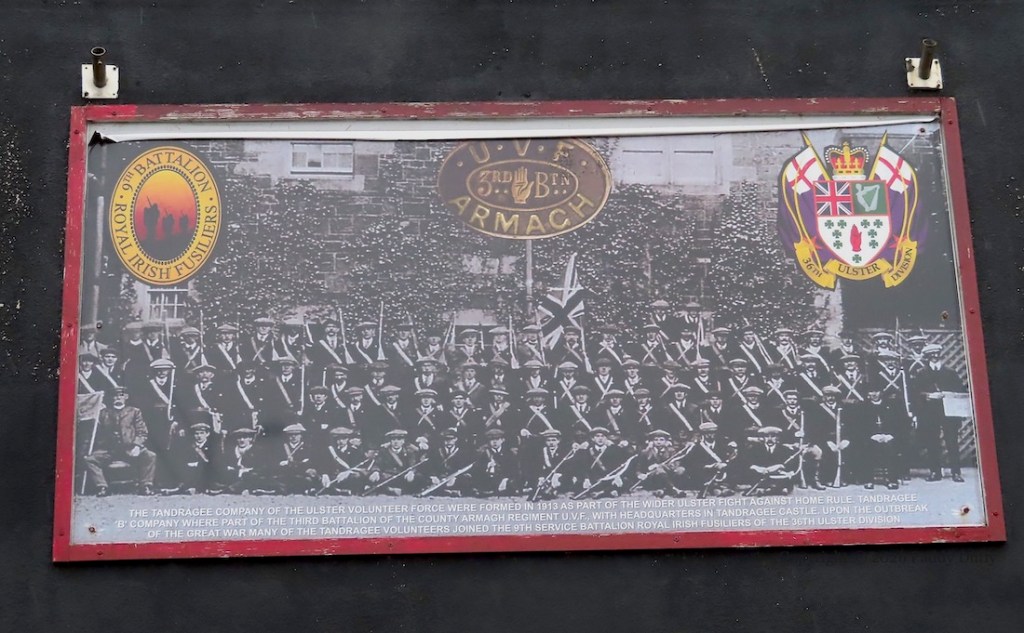 9TH BATTALION
ROYAL IRISH FUSILIERS
U.V.F
3RD BTN
ARMAGH
36TH ULSTER DIVISION
THE TANDRAGEE COMPANY OF THE ULSTER VOLUNTEER FORCE WERE FORMED IN 1913 AS PART OF THE WIDER ULSTER FIGHT AGAINST HOME RULE. TANDRAGEE
'B' COMPANY WHERE PART OF THE THIRD BATTALION OF THE COUNTY ARMAGH REGIMENT U.V.F., WITH HEADQUARTERS IN TANDRAGEE CASTLE. UPON THE OUTBREAK
OF THE GREAT WAR MANY OF THE TANDRAGEE VOLUNTEERS JOINED THE 9TH SERVICE BATTALION ROYAL IRISH FUSILIERS OF THE 36TH ULSTER DIVISION